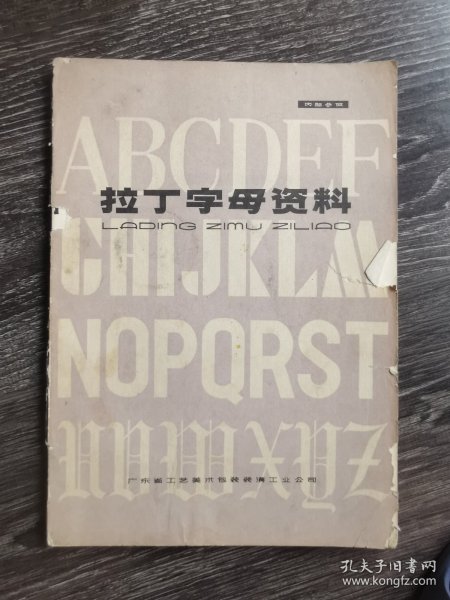 内部参考
ABCDEF
拉丁字母资料
LADING ZIMU ZILIAO
GHIJKLM
NOPQRST
UVWXYZ
广东省工艺美术包装装潢工业公司
孔夫子旧书网
www.kongfz.com